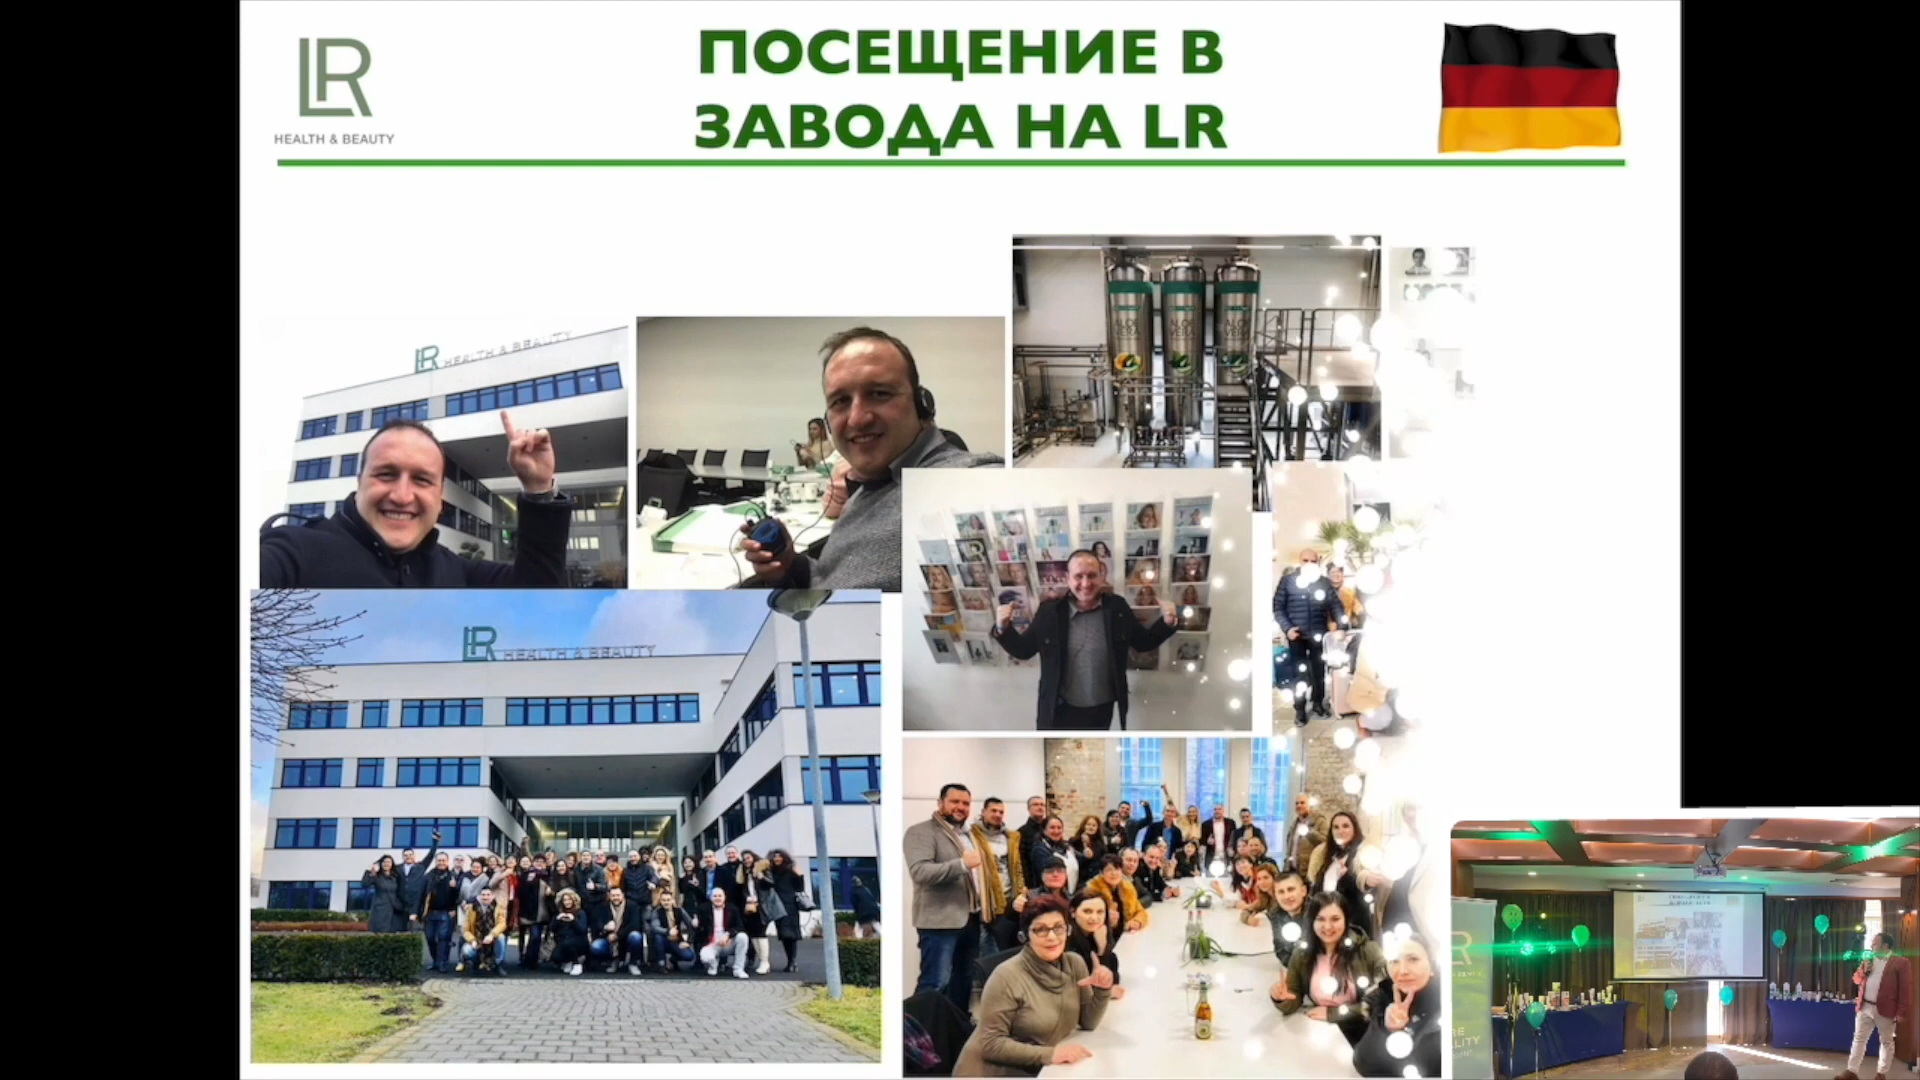 LR
HEALTH & BEAUTY
ПОСЕЩЕНИЕ В
ЗАВОДА НА LR
LR HEALTH & BEAUTY
LR HEALTH & BEAUTY